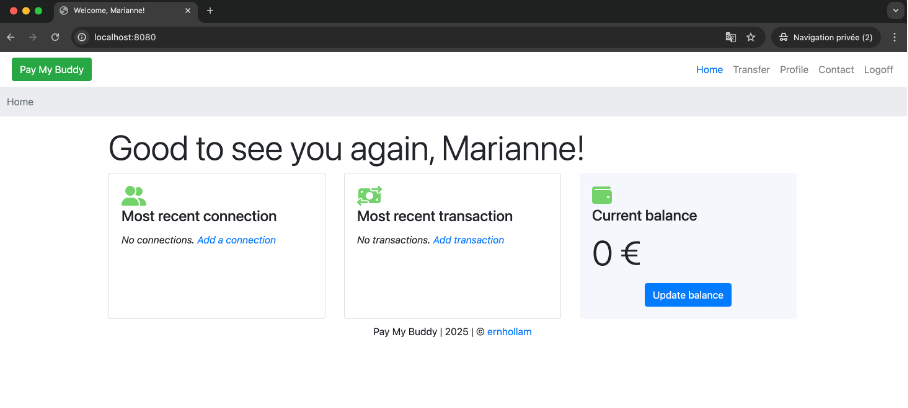 Welcome, Marianne!
localhost:8080
Navigation privée (2)
Pay My Buddy
Home Transfer Profile Contact Logoff
Home
Good to see you again, Marianne!
Most recent connection
No connections. Add a connection
Most recent transaction
No transactions. Add transaction
Current balance
0 €
Update balance
Pay My Buddy | 2025 | © ernhollam